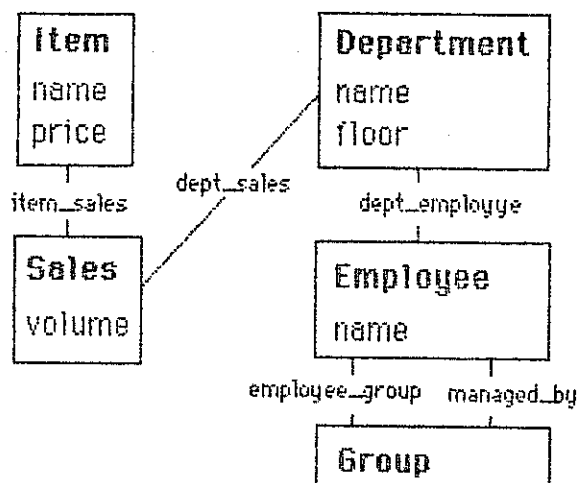 Item
name
price
item_sales
Sales
volume
dept_sales
Department
name
floor
dept_employye
Employee
name
employee_group
managed_by
Group